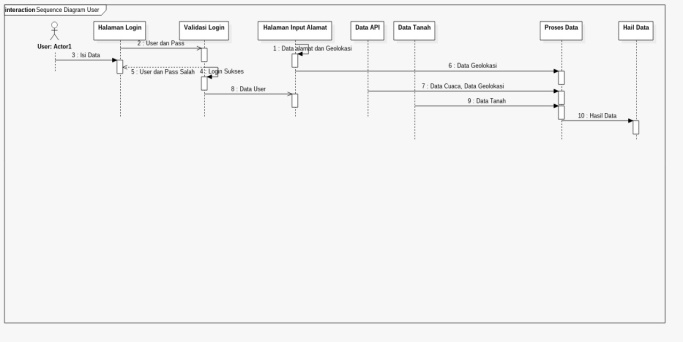 interaction Sequence Diagram User
Halaman Login
Validasi Login
Halaman Input Alamat
Data API
Data Tanah
Proses Data
Hail Data
User: Actor1
2 : User dan Pass
1 : Data alamat dan Geolokasi
3 : Isi Data
5 : User dan Pass Salah
4 : Login Sukses
6 : Data Geolokasi
7 : Data Cuaca, Data Geolokasi
8 : Data User
9 : Data Tanah
10 : Hasil Data